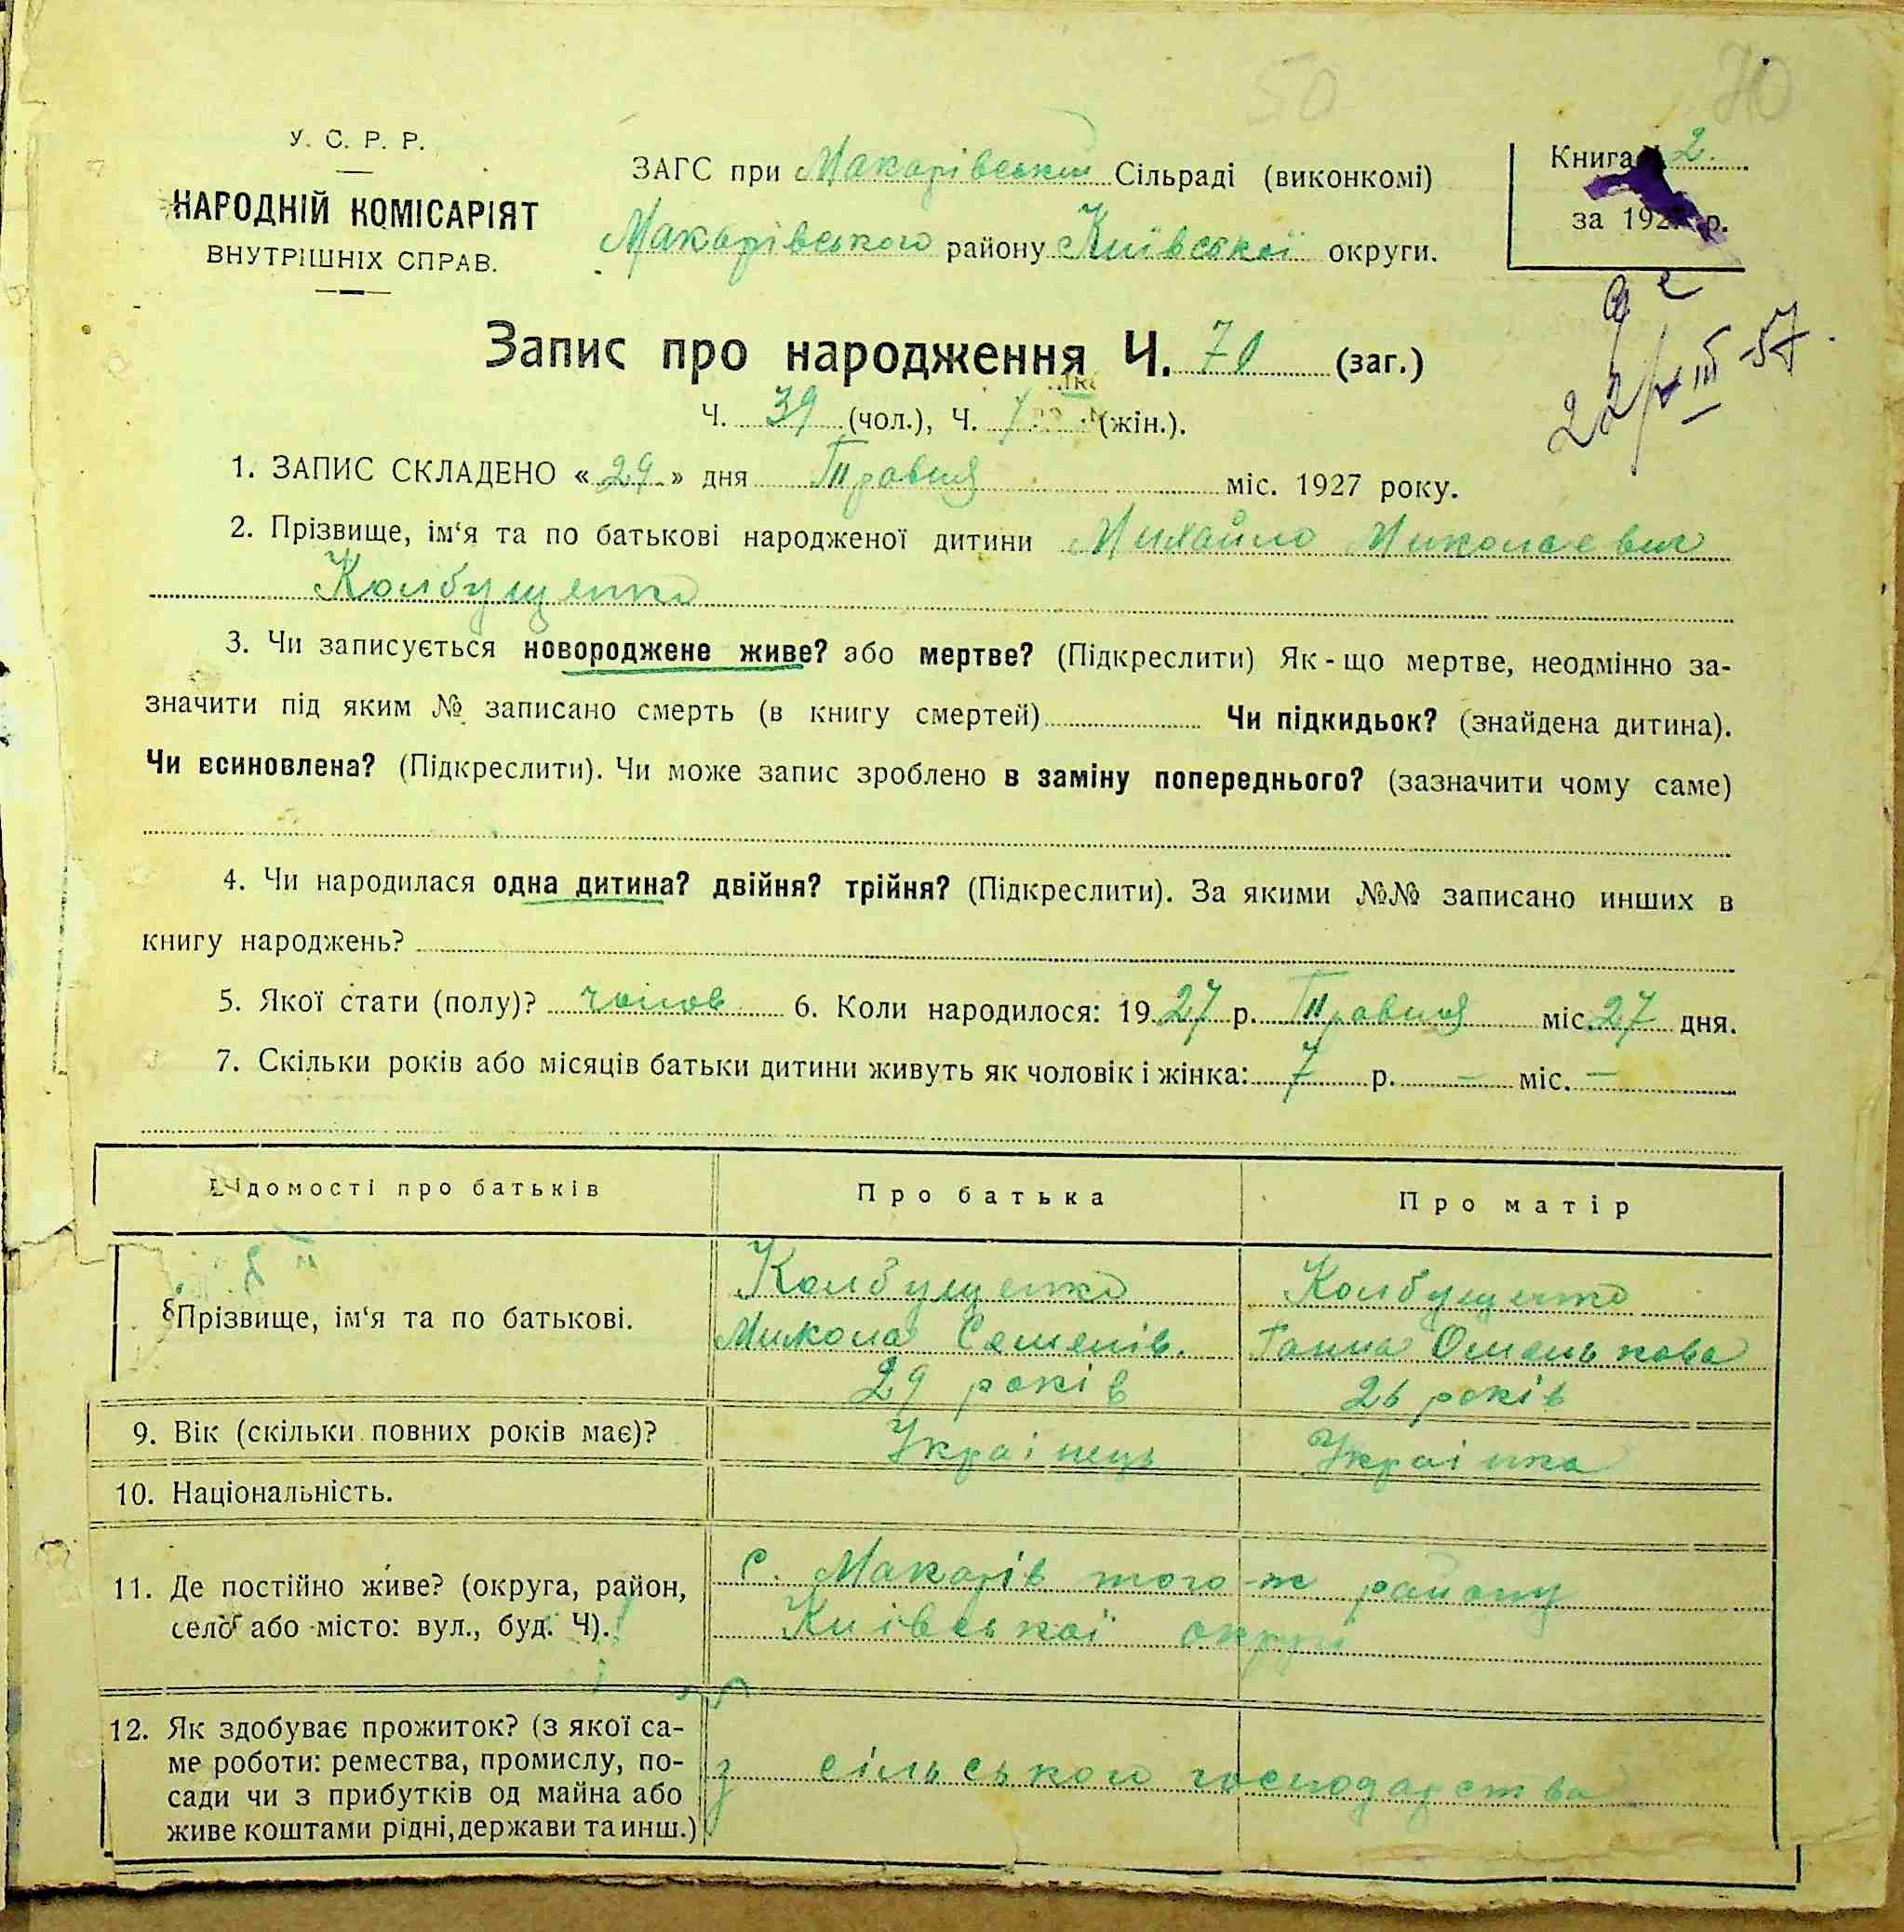 50 70
У. С. Р. Р.
НАРОДНІЙ КОМІСАРІЯТ
ВНУТРІШНІХ СПРАВ.
ЗАГС при Макарівський Сільраді (виконкомі)
Макарівського району Київської округи.
Книга 2.
за 1927 р.
22/VIII-57.
Запис про народження Ч. 70 (заг.)
Ч. 39 (чол.), Ч. (жін.).
1. ЗАПИС СКЛАДЕНО «29» дня Травня міс. 1927 року.
2. Прізвище, ім‘я та по батькові народженої дитини Михайло Миколаєвич
Колбущенко
3. Чи записується новороджене живе? або мертве? (Підкреслити) Як-що мертве, неодмінно за-
значити під яким № записано смерть (в книгу смертей) Чи підкидьок? (знайдена дитина).
Чи всиновлена? (Підкреслити). Чи може запис зроблено в заміну попереднього? (зазначити чому саме)
4. Чи народилася одна дитина? двійня? трійня? (Підкреслити). За якими №№ записано инших в
книгу народжень?
5. Якої стати (полу)? чолов 6. Коли народилося: 1927 р. Травня міс. 27 дня.
7. Скільки років або місяців батьки дитини живуть як чоловік і жінка: 7 р. – міс. –
Відомості про батьків Про батька Про матір
8 Прізвище, ім‘я та по батькові.
Колбущенко
Микола Семенів.
29 років
Колбущенко
Ганна Омелькова
26 років
9. Вік (скільки повних років має)?
Украінець Украінка
10. Національність.
11. Де постійно живе? (округа, район,
село або місто: вул., буд. Ч).
с. Макарів того-ж району
Київської округи
12. Як здобуває прожиток? (з якої са-
ме роботи: ремества, промислу, по-
сади чи з прибутків од майна або
живе коштами рідні, держави та инш.)
з сільського господарства